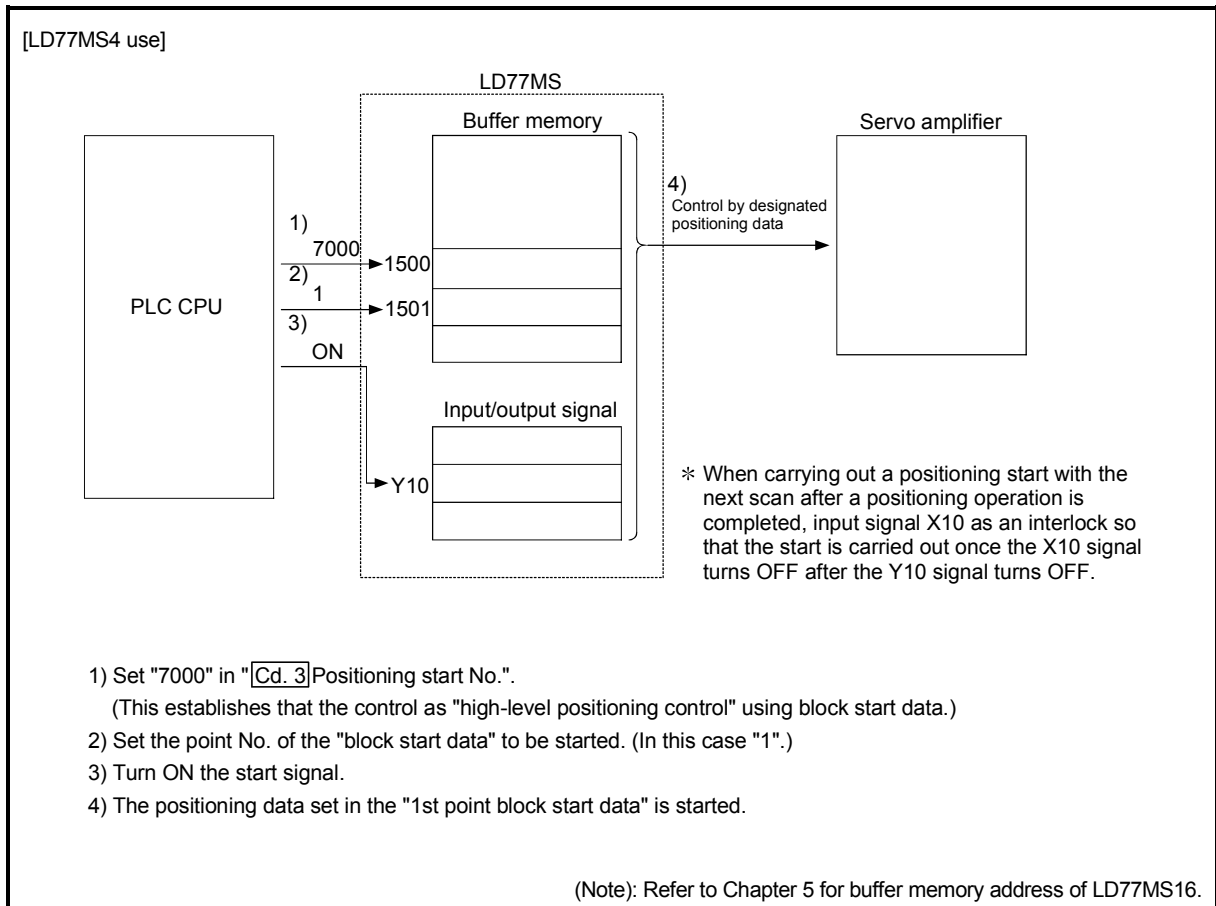 [LD77MS4 use]
LD77MS
Buffer memory
Servo amplifier
4)
Control by designated
positioning data
1)
7000
1500
2)
1
1501
PLC CPU
3)
ON
Input/output signal
Y10
* When carrying out a positioning start with the
next scan after a positioning operation is
completed, input signal X10 as an interlock so
that the start is carried out once the X10 signal
turns OFF after the Y10 signal turns OFF.
1) Set "7000" in "Cd. 3 Positioning start No.".
(This establishes that the control as "high-level positioning control" using block start data.)
2) Set the point No. of the "block start data" to be started. (In this case "1".)
3) Turn ON the start signal.
4) The positioning data set in the "1st point block start data" is started.
(Note): Refer to Chapter 5 for buffer memory address of LD77MS16.